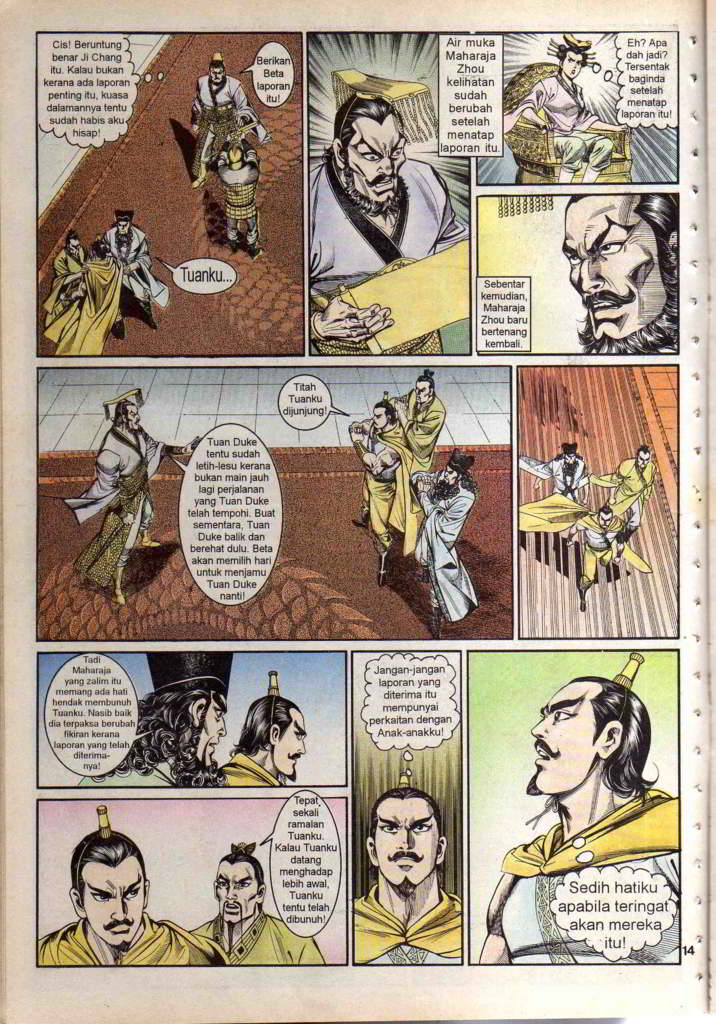 Cis! Beruntung
benar Ji Chang
itu. Kalau bukan
kerana ada laporan
penting itu, kuasa
dalamannya tentu
sudah habis aku
hisap!
Berikan
Beta
laporan
itu!
Tuanku...
Air muka
Maharaja
Zhou
kelihatan
sudah
berubah
setelah
menatap
laporan itu.
Eh? Apa
dah jadi?
Tersentak
baginda
setelah
menatap
laporan itu!
Sebentar
kemudian,
Maharaja
Zhou baru
bertenang
kembali.
Tuan Duke
tentu sudah
letih-lesu kerana
bukan main jauh
lagi perjalanan
yang Tuan Duke
telah tempohi. Buat
sementara, Tuan
Duke balik dan
berehat dulu. Beta
akan memilih hari
untuk menjamu
Tuan Duke
nanti!
Titah
Tuanku
dijunjung!
Tadi
Maharaja
yang zalim itu
memang ada hati
hendak membunuh
Tuanku. Nasib baik
dia terpaksa berubah
fikiran kerana
laporan yang telah
diterima-
nya!
Tepat
sekali
ramalan
Tuanku.
Kalau Tuanku
datang
menghadap
lebih awal,
Tuanku
tentu telah
dibunuh!
Jangan-jangan
laporan yang
diterima itu
mempunyai
perkaitan dengan
Anak-anakku!
Sedih hatiku
apabila teringat
akan mereka
itu!
14